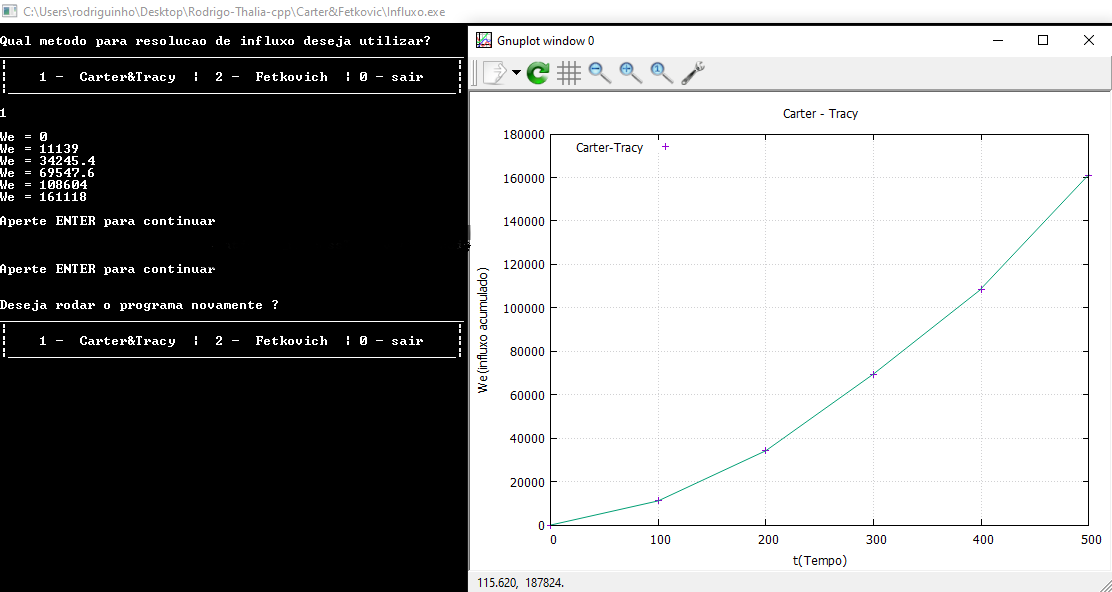 C:\Users\rodriguinho\Desktop\Rodrigo-Thalia-cpp\Carter&Fetkovic\Influxo.exe
Qual metodo para resolucao de influxo deseja utilizar?
1 - Carter&Tracy | 2 - Fetkovich | 0 - sair
1
We = 0
We = 11139
We = 34245.4
We = 69547.6
We = 108604
We = 161118
Aperte ENTER para continuar
Aperte ENTER para continuar
Deseja rodar o programa novamente ?
1 - Carter&Tracy | 2 - Fetkovich | 0 - sair
Gnuplot window 0
Carter - Tracy
Carter-Tracy
180000
160000
140000
120000
100000
80000
60000
40000
20000
0
We(influxo acumulado)
0 100 200 300 400 500
t(Tempo)
115.620, 187824.